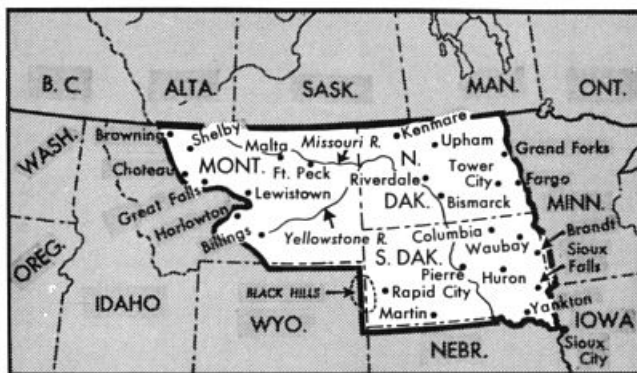 B. C.
ALTA.
SASK.
MAN.
ONT.
WASH.
Browning
Shelby
Malta
Missouri R.
Kenmare
Upham
Grand Forks
Choteau
MONT.
Ft. Peck
N.
DAK.
Riverdale
Tower
City
Fargo
Great Falls
Lewistown
Bismarck
MINN.
Harlowton
Billings
Yellowstone R.
Columbia
Waubay
Brandt
OREG.
S. DAK.
Pierre
Huron
Sioux
Falls
IDAHO
BLACK HILLS
Rapid City
WYO.
Martin
Yankton
IOWA
NEBR.
Sioux
City